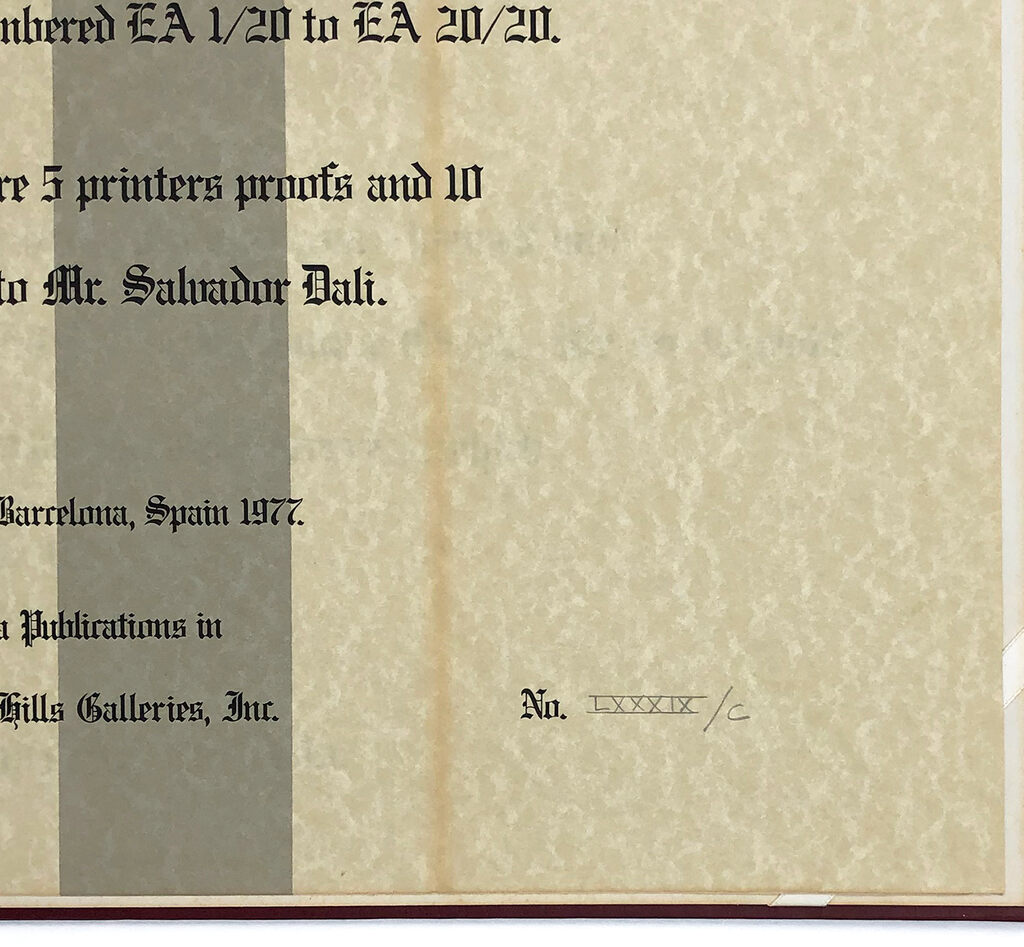 nbered EA 1/20 to EA 20/20.
re 5 printers proofs and 10
to Mr. Salvador Dali.
Barcelona, Spain 1977.
a Publications in
Hills Galleries, Inc.
No. LXXXIX/C